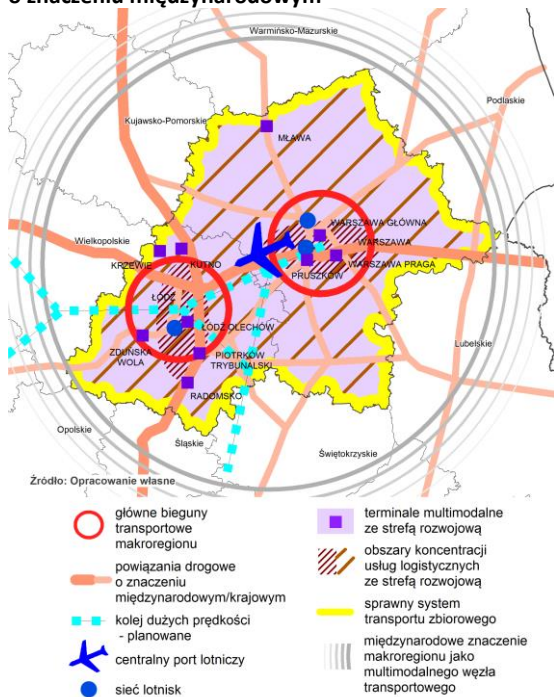 o znaczeniu międzynarodowym
Warmińsko-Mazurskie
Podlaskie
Kujawsko-Pomorskie
MŁAWA
WARSZAWA GŁÓWNA
Wielkopolskie
WARSZAWA
KRZEWIE
KUTNO
WARSZAWA PRAGA
PRUSZKÓW
ŁÓDŹ
ŁÓDŹ OLECHÓW
Lubelskie
ZDUŃSKA
WOLA
PIOTRKÓW
TRYBUNALSKI
RADOMSKO
Opolskie
Śląskie
Świętokrzyskie
Źródło: Opracowanie własne
główne bieguny
transportowe
makroregionu
powiązania drogowe
o znaczeniu
międzynarodowym/krajowym
kolej dużych prędkości
- planowane
centralny port lotniczy
sieć lotnisk
terminale multimodalne
ze strefą rozwojową
obszary koncentracji
usług logistycznych
ze strefą rozwojową
sprawny system
transportu zbiorowego
międzynarodowe znaczenie
makroregionu jako
multimodalnego węzła
transportowego